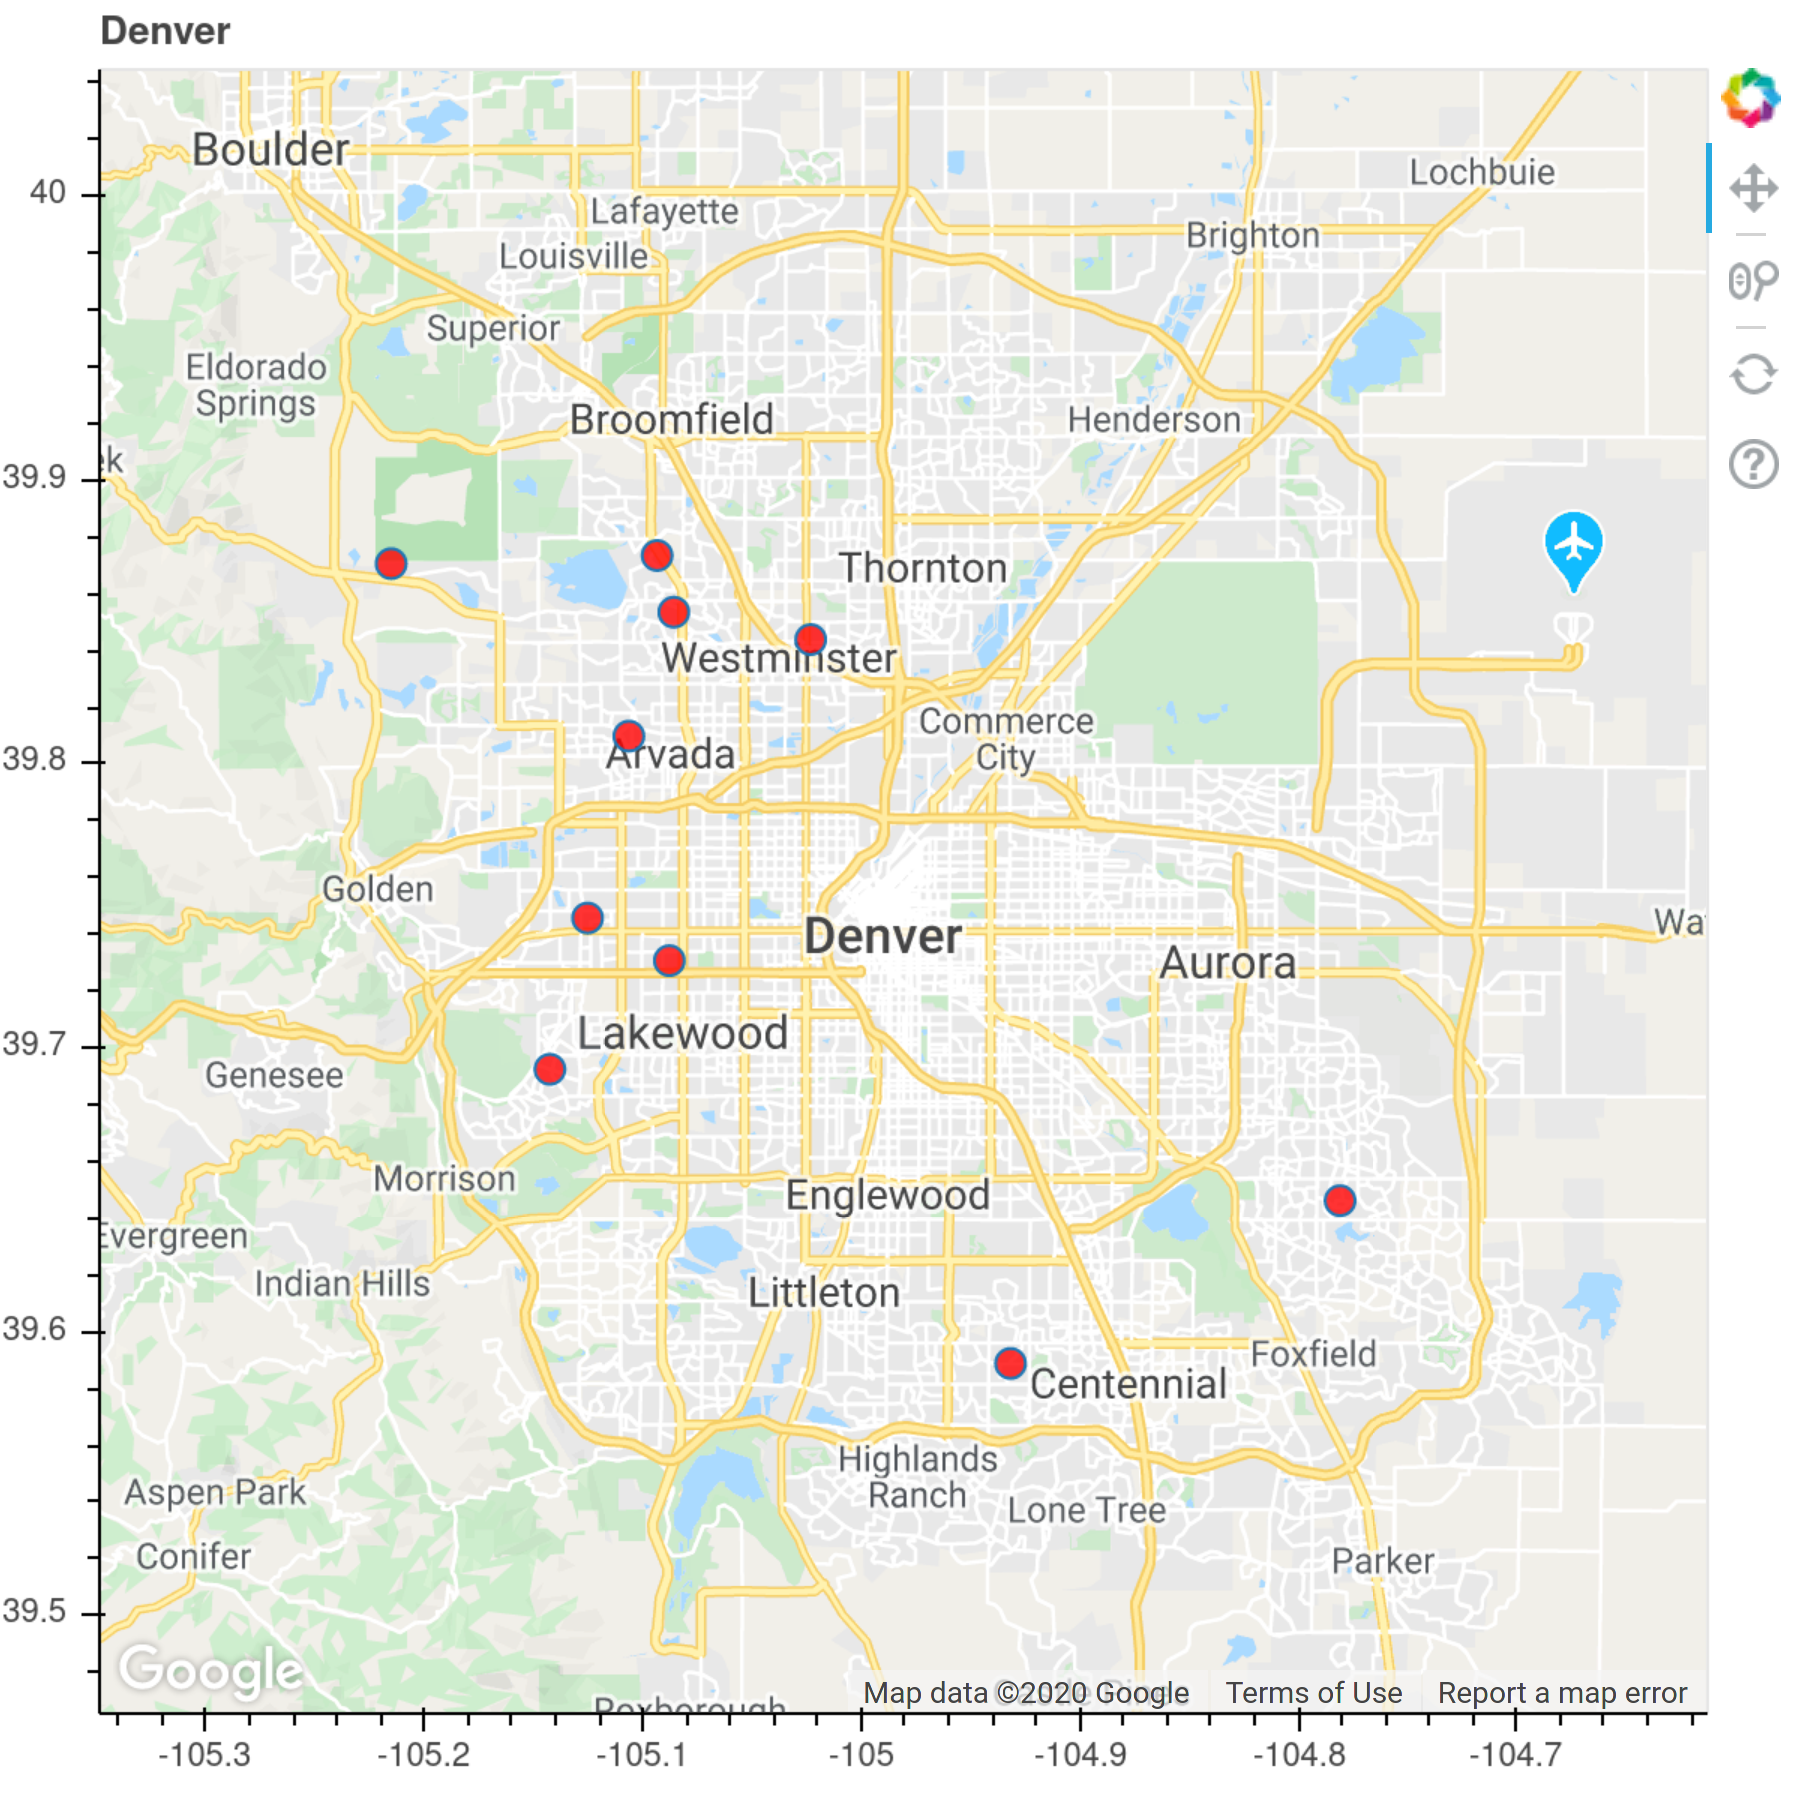 Denver
Boulder
Lochbuie
40
Lafayette
Brighton
Louisville
Superior
Eldorado
Springs
Broomfield
Henderson
ek
39.9
Thornton
Westminster
Commerce
City
Arvada
39.8
Golden
Wa
Denver
Aurora
Lakewood
39.7
Genesee
Morrison
Englewood
Evergreen
Indian Hills
Littleton
39.6
Foxfield
Centennial
Highlands
Ranch
Aspen Park
Lone Tree
Conifer
Parker
39.5
Google
Roxborough
Map data ©2020 Google Terms of Use Report a map error
-105.3 -105.2 -105.1 -105 -104.9 -104.8 -104.7